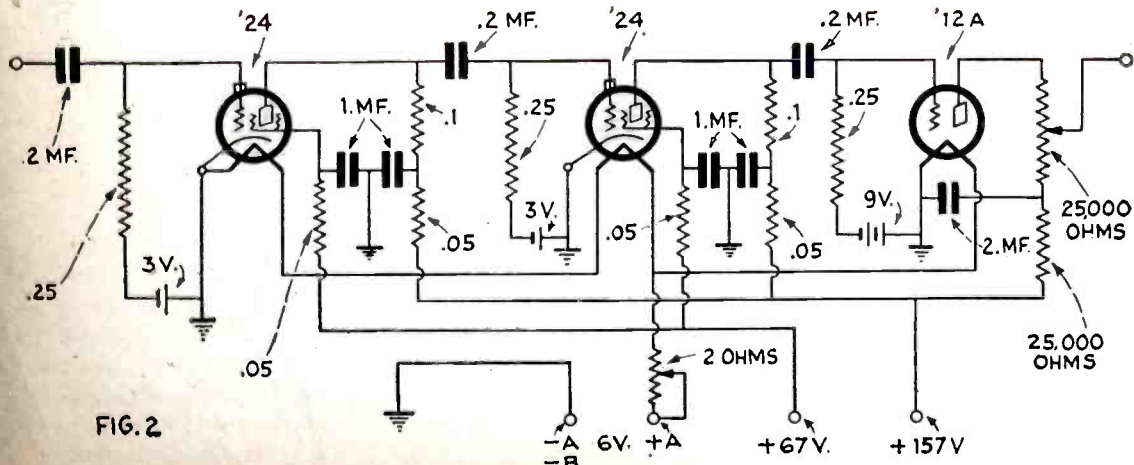 '24
.2 MF.
'24
.2 MF.
'12 A
.2 MF.
.25
3V.
.05
1. MF.
.1
.05
.25
3V.
1. MF.
.1
.05
.05
.25
9V.
2. MF.
25,000
OHMS
25,000
OHMS
2 OHMS
FIG. 2
-A 6V. +A
-B
+67V.
+157V